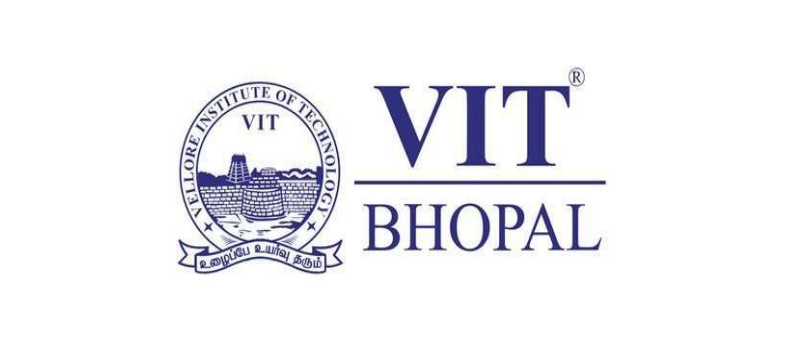 VELLORE INSTITUTE OF TECHNOLOGY
VIT
உழைப்பே உயர்வு தரும்
VIT®
BHOPAL